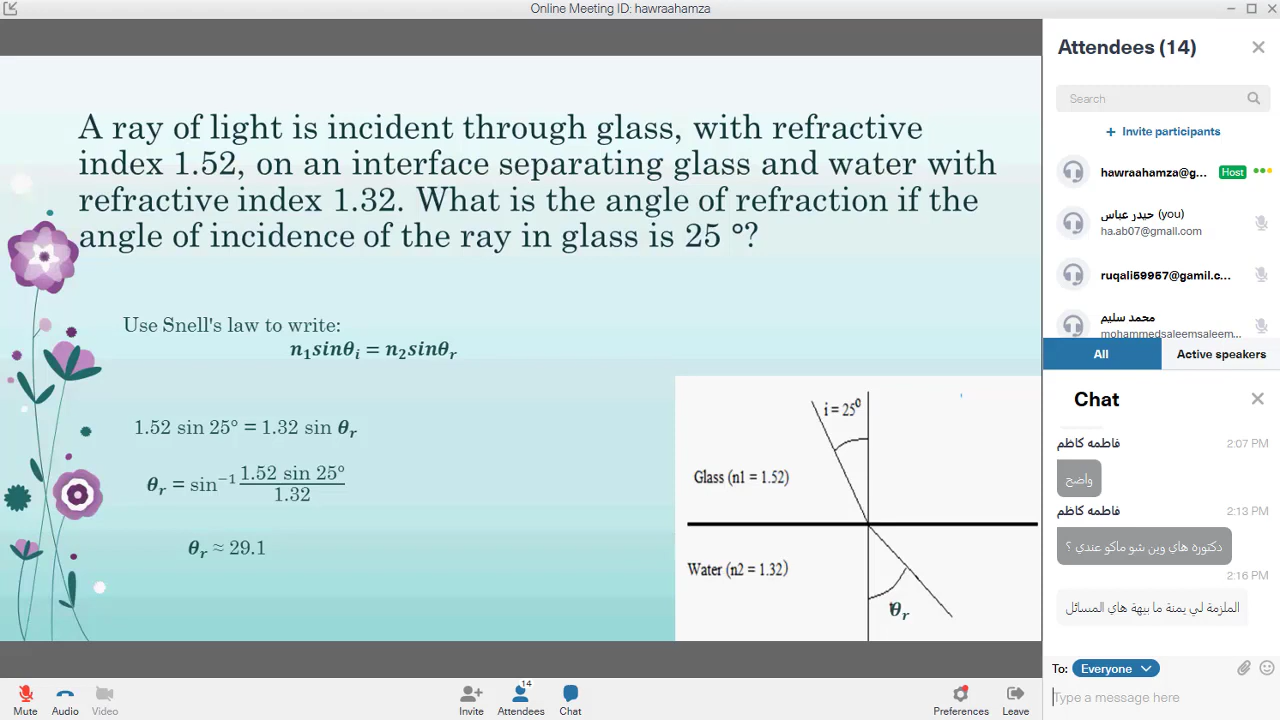 Online Meeting ID: hawraahamza
A ray of light is incident through glass, with refractive
index 1.52, on an interface separating glass and water with
refractive index 1.32. What is the angle of refraction if the
angle of incidence of the ray in glass is 25 °?
Use Snell's law to write:
n₁sinθᵢ = n₂sinθᵣ
1.52 sin 25° = 1.32 sin θᵣ
θᵣ = sin⁻¹ 1.52 sin 25°
1.32
θᵣ ≈ 29.1
i = 25⁰
Glass (n1 = 1.52)
Water (n2 = 1.32)
θᵣ
Mute
Audio
Video
Invite
14
Attendees
Chat
Preferences
Leave
Attendees (14)
Search
+ Invite participants
hawraahamza@g... Host
حيدر عباس (you)
ha.ab07@gmall.com
ruqali59957@gamil.c...
محمد سليم
mohammedsaleemsaleem...
All
Active speakers
Chat
فاطمه كاظم 2:07 PM
واضح
فاطمه كاظم 2:13 PM
دكتوره هاي وين شو ماكو عندي ؟
2:16 PM
الملزمة لي يمنة ما بيهة هاي المسائل
To: Everyone
Type a message here